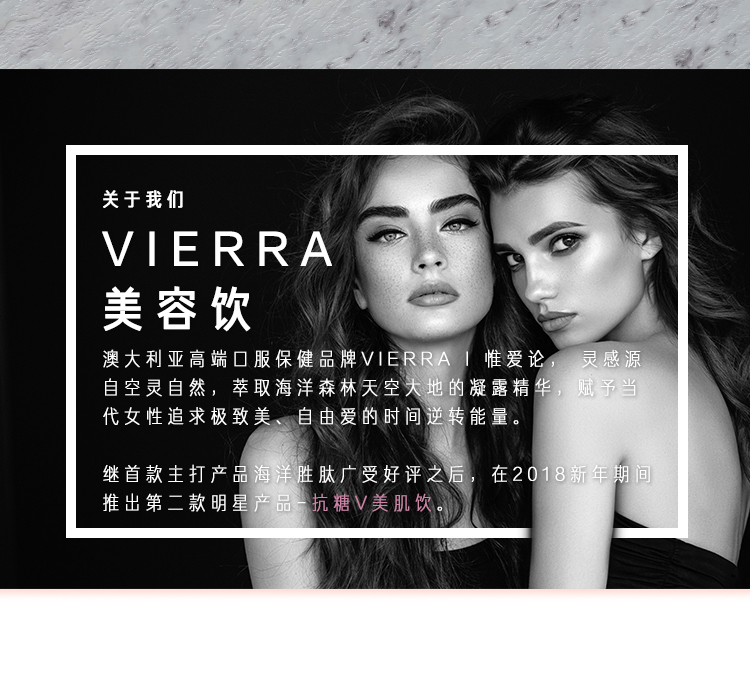 关于我们
VIERRA
美容饮
澳大利亚高端口服保健品牌VIERRA | 惟爱论， 灵感源
自空灵自然，萃取海洋森林天空大地的凝露精华，赋予当
代女性追求极致美、自由爱的时间逆转能量。
继首款主打产品海洋胜肽广受好评之后，在2018新年期间
推出第二款明星产品-抗糖V美肌饮。